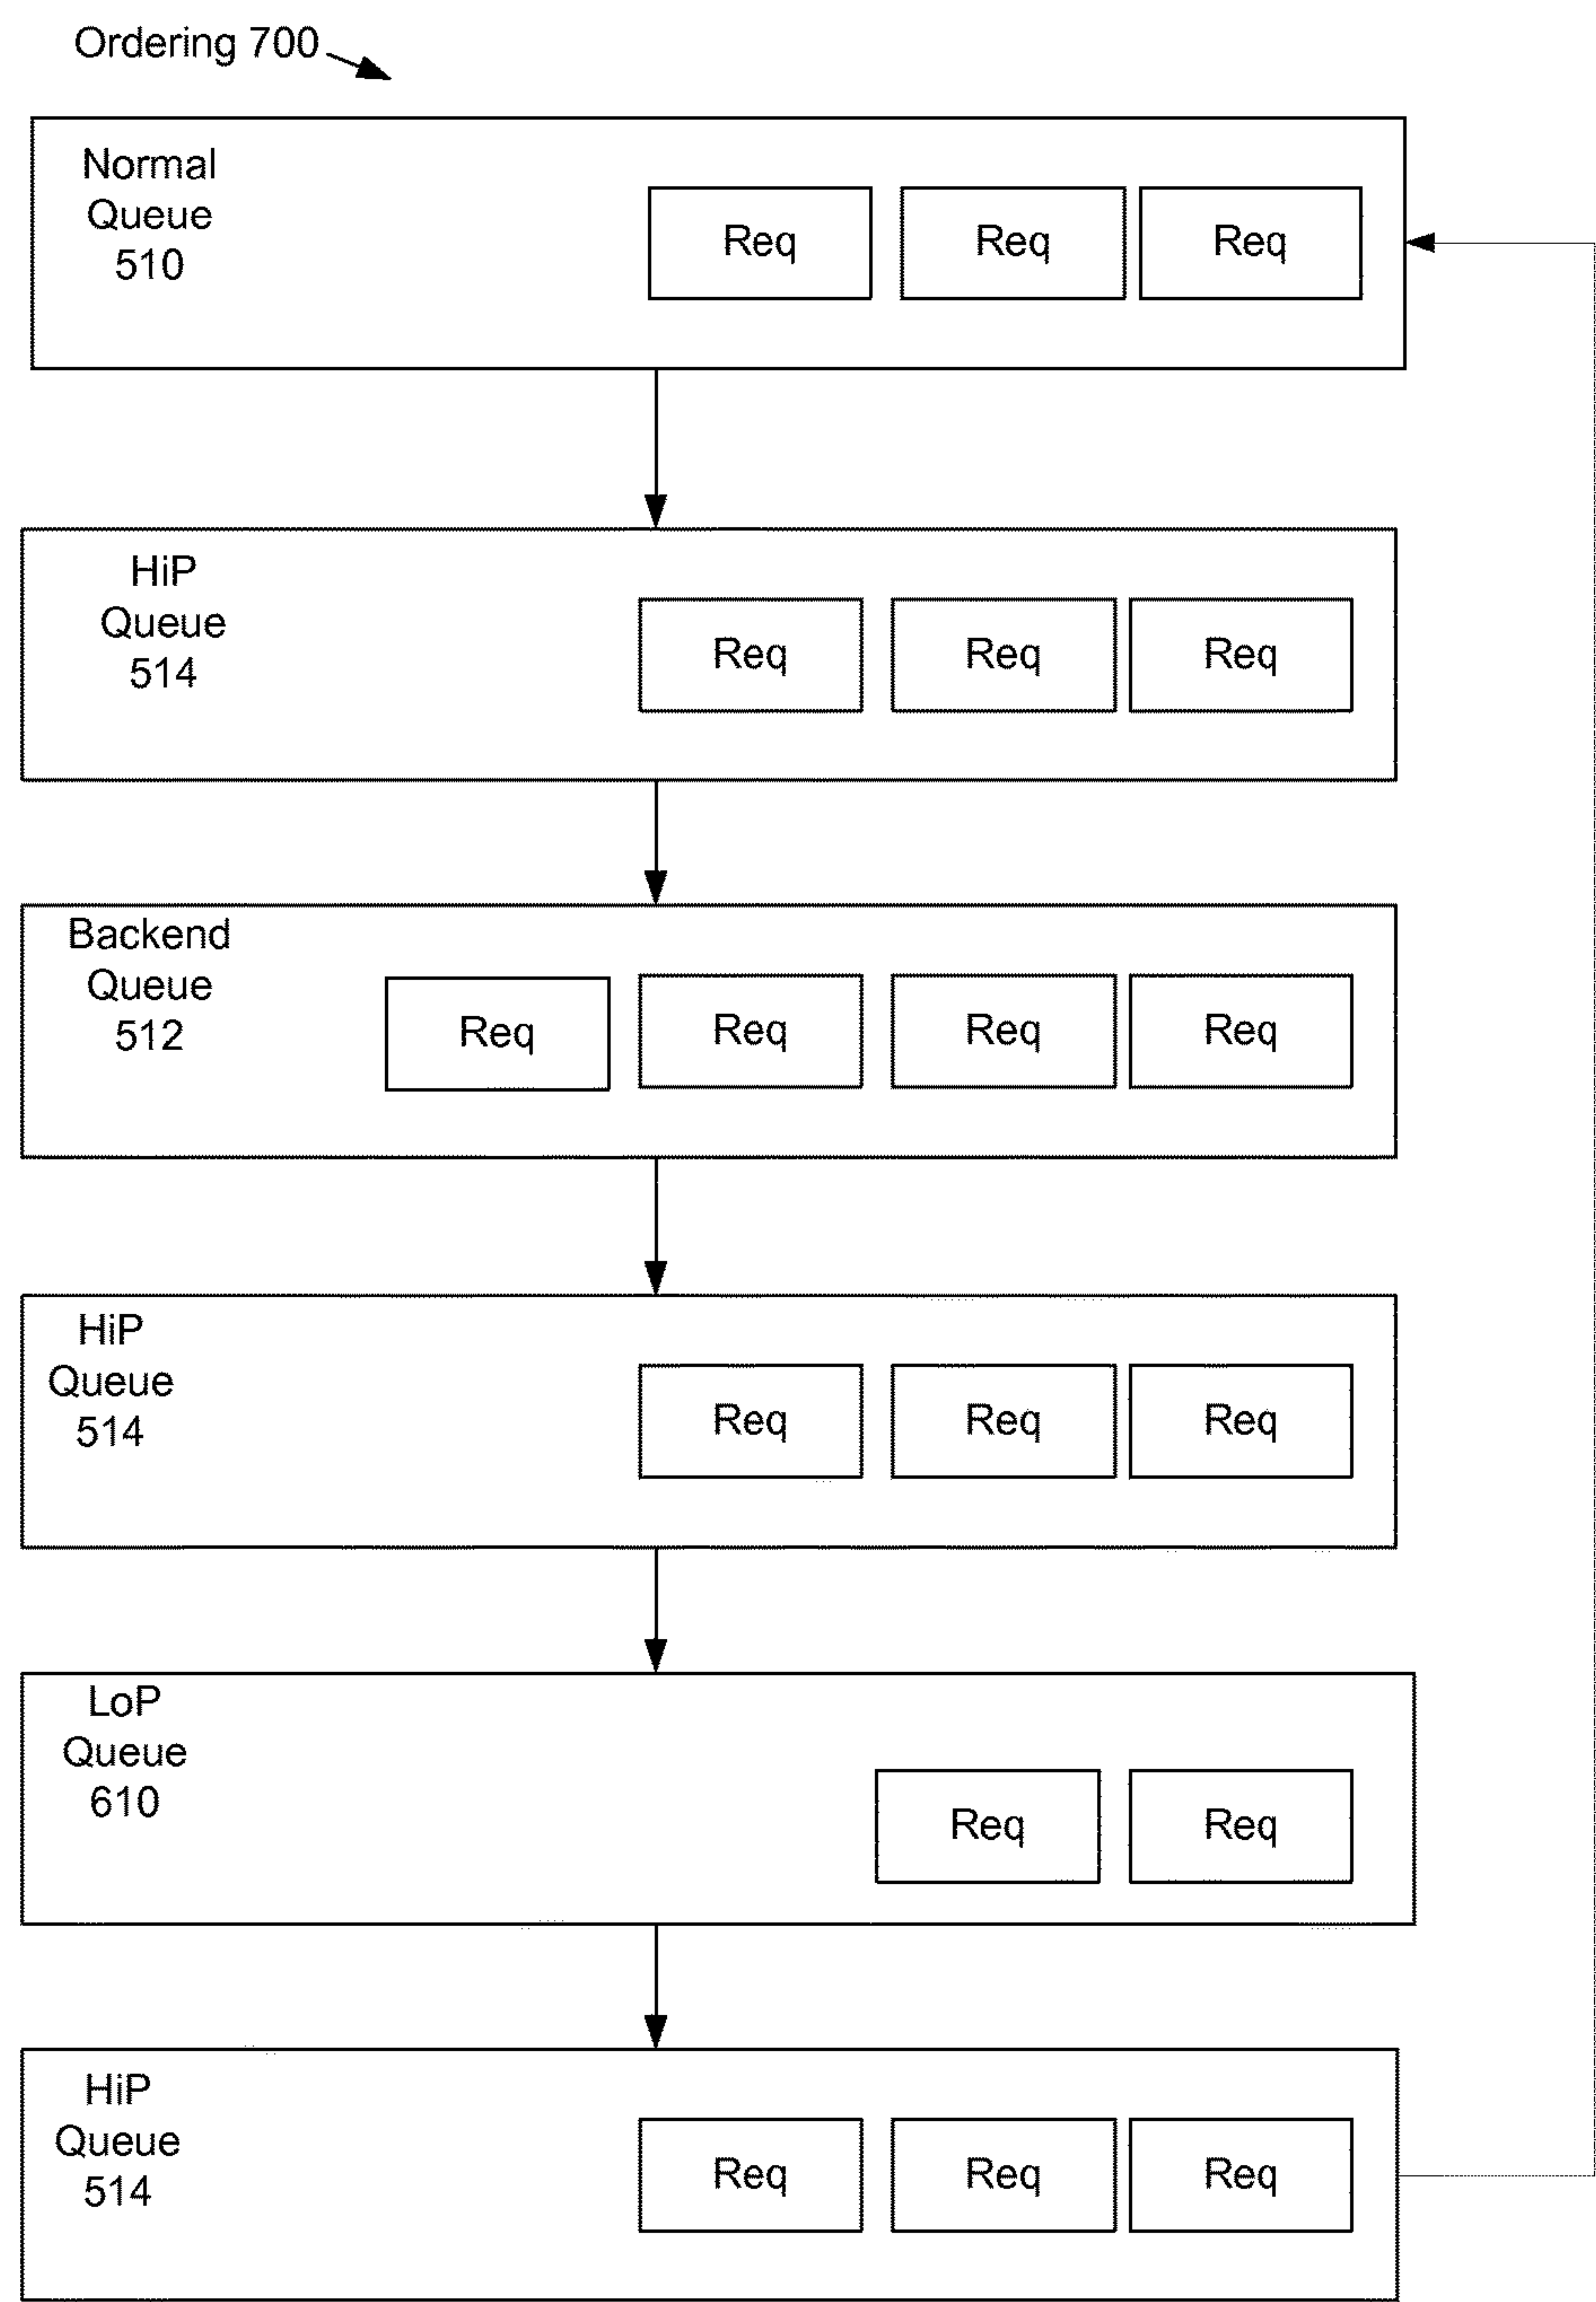 Ordering 700
Normal
Queue
510
Req Req Req
HiP
Queue
514
Req Req Req
Backend
Queue
512
Req Req Req Req
HiP
Queue
514
Req Req Req
LoP
Queue
610
Req Req
HiP
Queue
514
Req Req Req